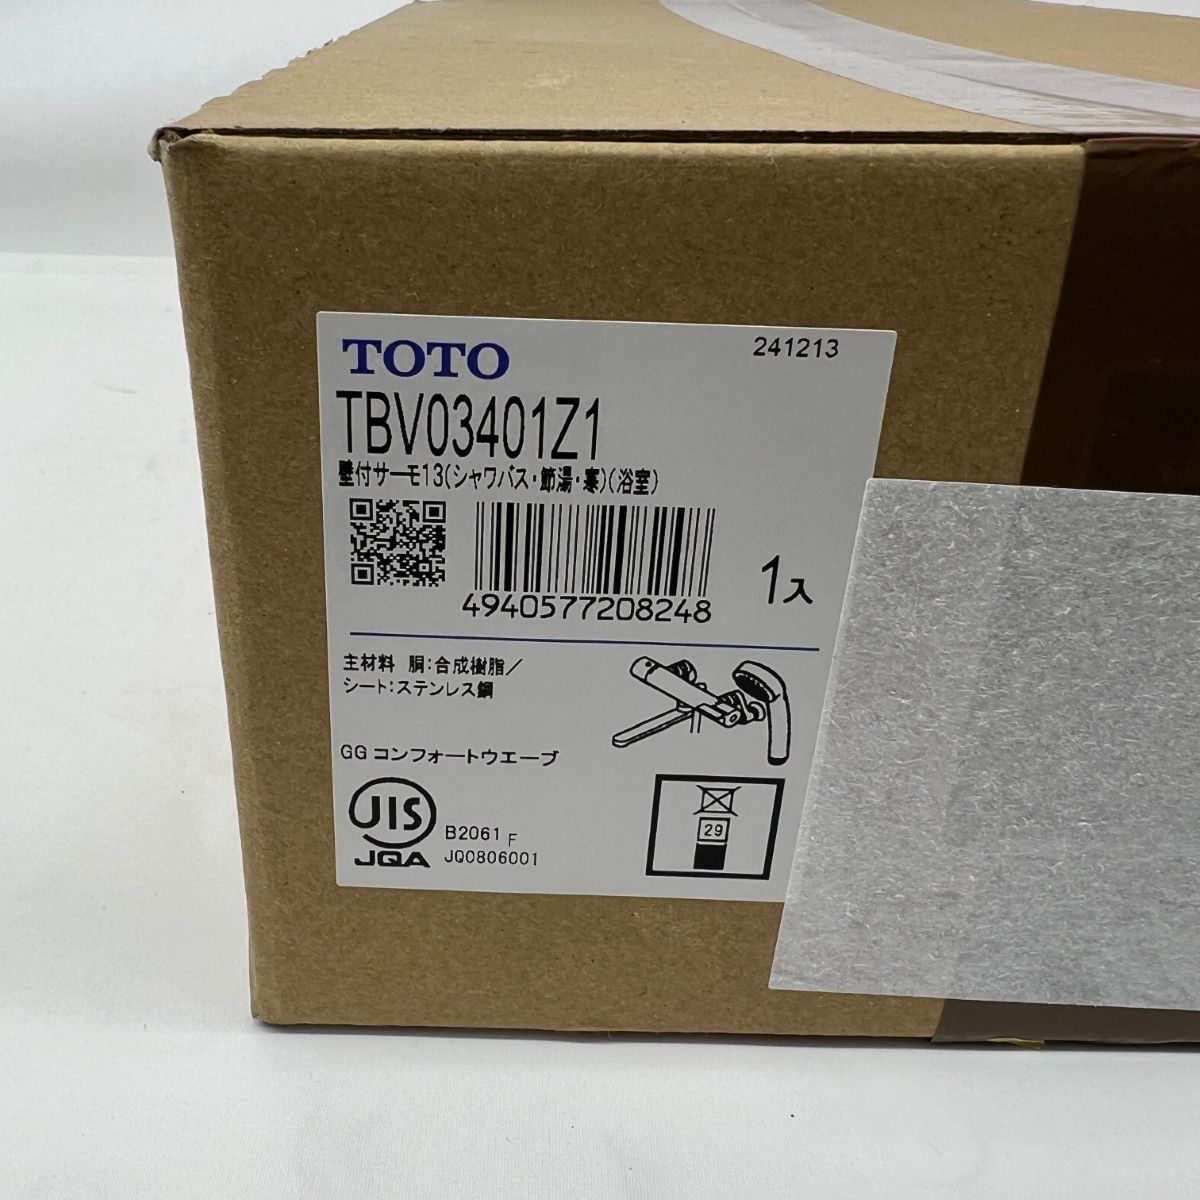 TOTO
241213
TBV03401Z1
壁付サーモ13(シャワバス・節湯・寒)(浴室)
4940577208248
1入
主材料 胴:合成樹脂/
シート:ステンレス鋼
GG コンフォートウエーブ
JIS
JQA
B2061 F
JQ0806001
29